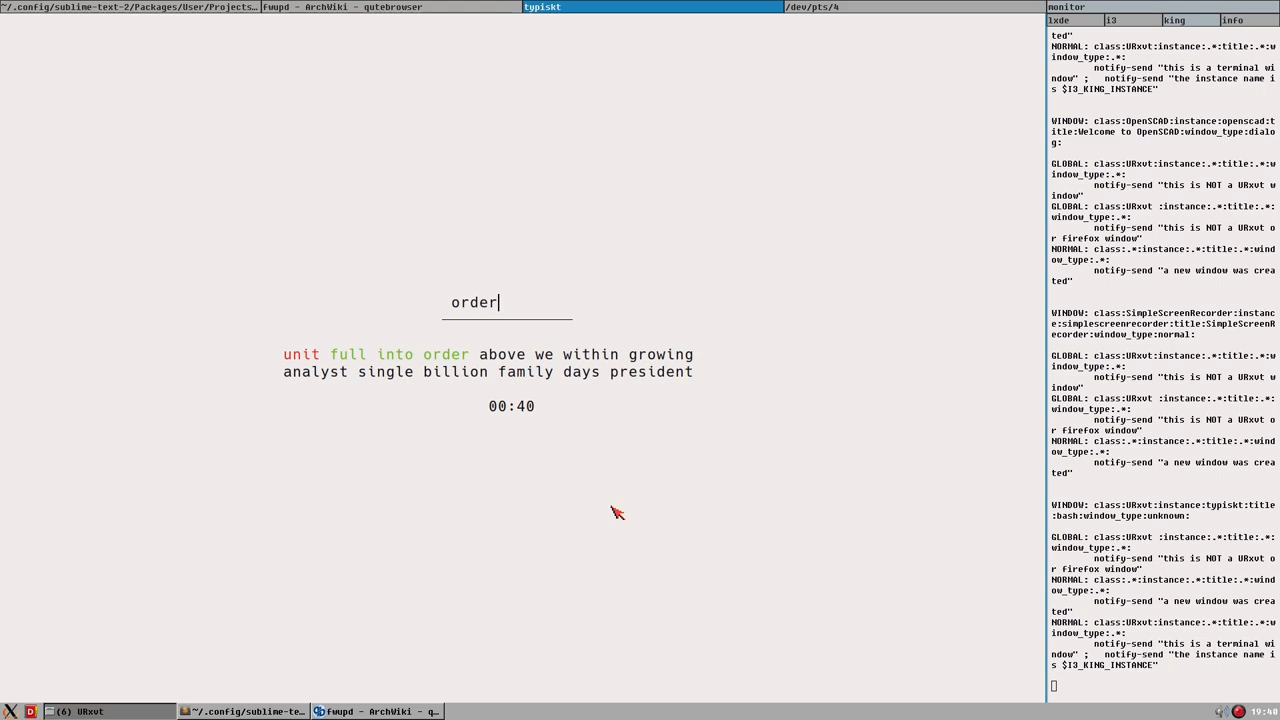 ~/.config/sublime-text-2/Packages/User/Projects…
fwupd - ArchWiki - qutebrowser
typiskt
/dev/pts/4
monitor
lxde
i3
king
info
order
unit full into order above we within growing
analyst single billion family days president
00:40
ted"
NORMAL: class:URxvt:instance:.*:title:.*:w
indow_type:.*:
notify-send "this is a terminal wi
ndow" ;   notify-send "the instance name i
s $I3_KING_INSTANCE"
WINDOW: class:OpenSCAD:instance:openscad:t
itle:Welcome to OpenSCAD:window_type:dialo
g:
GLOBAL: class:URxvt:instance:.*:title:.*:w
indow_type:.*:
notify-send "this is NOT a URxvt w
indow"
GLOBAL: class:URxvt :instance:.*:title:.*:
window_type:.*:
notify-send "this is NOT a URxvt o
r firefox window"
NORMAL: class:.*:instance:.*:title:.*:wind
ow_type:.*:
notify-send "a new window was crea
ted"
WINDOW: class:SimpleScreenRecorder:instanc
e:simplescreenrecorder:title:SimpleScreenR
ecorder:window_type:normal:
GLOBAL: class:URxvt:instance:.*:title:.*:w
indow_type:.*:
notify-send "this is NOT a URxvt w
indow"
GLOBAL: class:URxvt :instance:.*:title:.*:
window_type:.*:
notify-send "this is NOT a URxvt o
r firefox window"
NORMAL: class:.*:instance:.*:title:.*:wind
ow_type:.*:
notify-send "a new window was crea
ted"
WINDOW: class:URxvt:instance:typiskt:title
:bash:window_type:unknown:
GLOBAL: class:URxvt :instance:.*:title:.*:
window_type:.*:
notify-send "this is NOT a URxvt o
r firefox window"
NORMAL: class:.*:instance:.*:title:.*:wind
ow_type:.*:
notify-send "a new window was crea
ted"
NORMAL: class:URxvt:instance:.*:title:.*:w
indow_type:.*:
notify-send "this is a terminal wi
ndow" ;   notify-send "the instance name i
s $I3_KING_INSTANCE"
D
(6) URxvt
~/.config/sublime-te…
fwupd - ArchWiki - q…
19:40